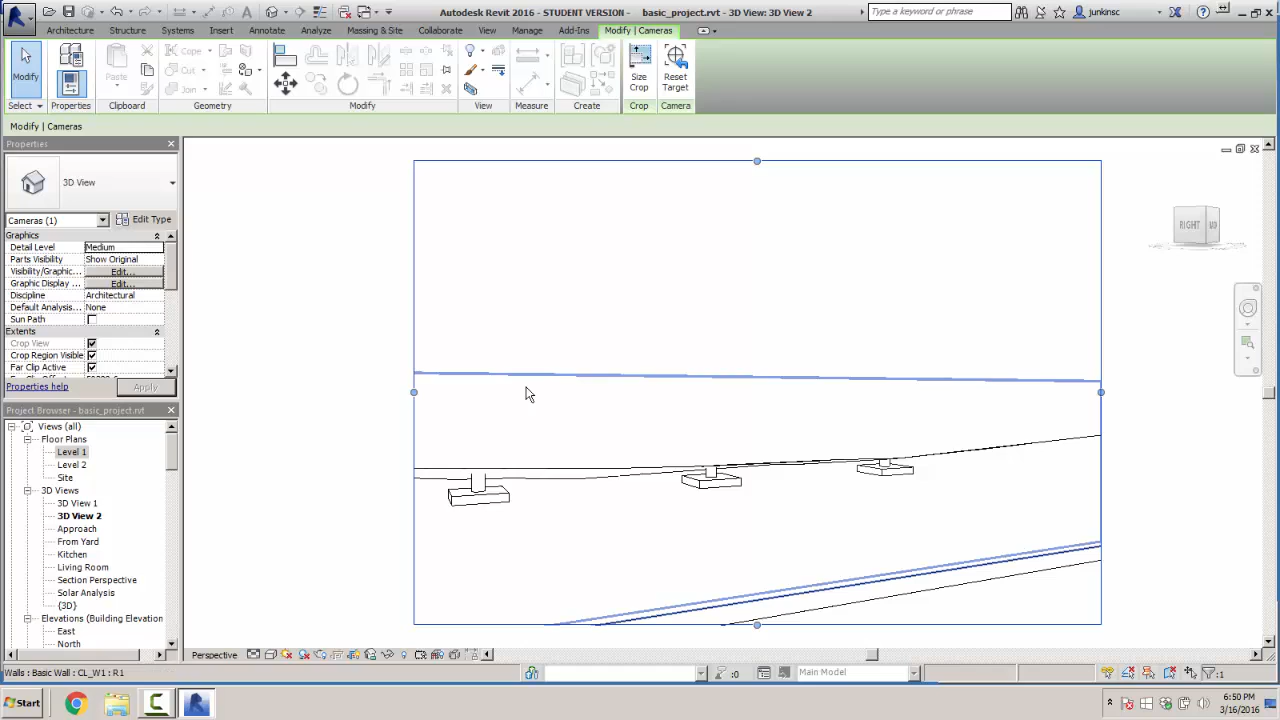 Autodesk Revit 2016 - STUDENT VERSION - basic_project.rvt - 3D View: 3D View 2
Type a keyword or phrase
junkinsc
Architecture Structure Systems Insert Annotate Analyze Massing & Site Collaborate View Manage Add-Ins Modify | Cameras
Modify Paste Cope Cut Join Size Crop Reset Target
Select Properties Clipboard Geometry Modify View Measure Create Crop Camera
Modify | Cameras
Properties
3D View
Cameras (1) Edit Type
Graphics
Detail Level Medium
Parts Visibility Show Original
Visibility/Graphic... Edit...
Graphic Display ... Edit...
Discipline Architectural
Default Analysis... None
Sun Path
Extents
Crop View
Crop Region Visible
Far Clip Active
Properties help Apply
Project Browser - basic_project.rvt
Views (all)
Floor Plans
Level 1
Level 2
Site
3D Views
3D View 1
3D View 2
Approach
From Yard
Kitchen
Living Room
Section Perspective
Solar Analysis
{3D}
Elevations (Building Elevation
East
North
RIGHT
Perspective
Walls : Basic Wall : CL_W1 : R1
:0
Main Model
:1
Start
6:50 PM
3/16/2016